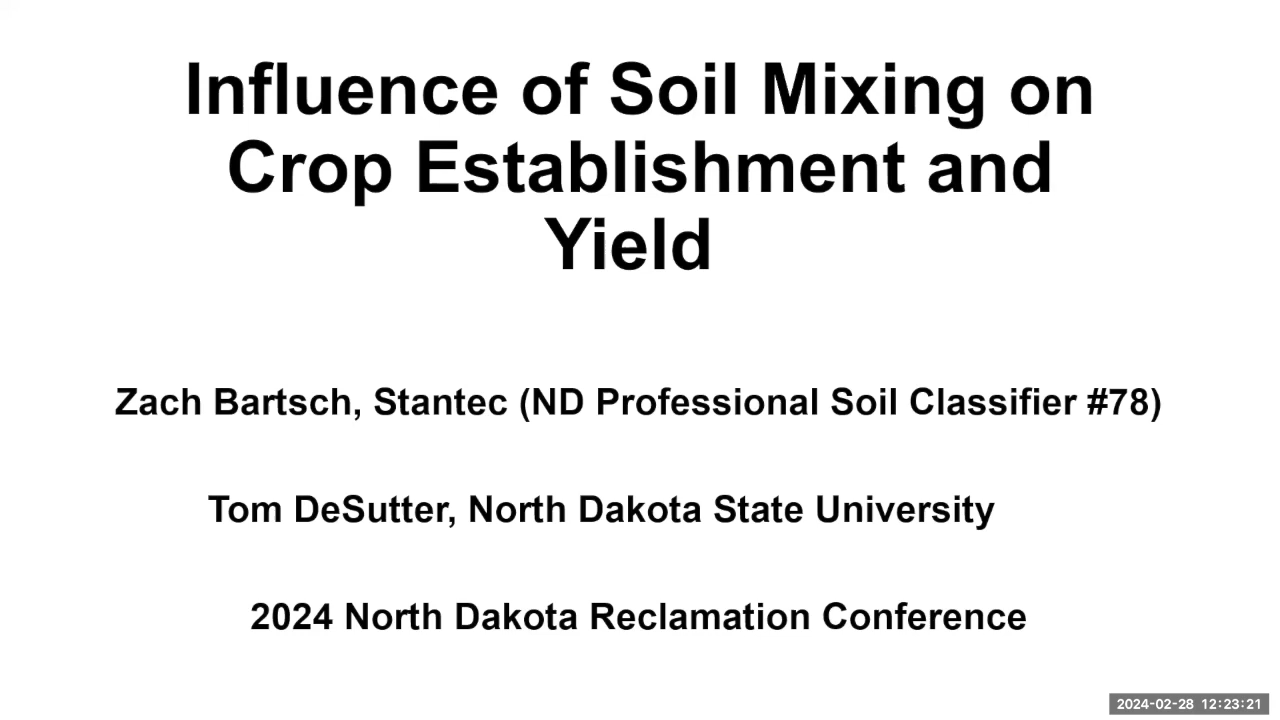 Influence of Soil Mixing on
Crop Establishment and
Yield
Zach Bartsch, Stantec (ND Professional Soil Classifier #78)
Tom DeSutter, North Dakota State University
2024 North Dakota Reclamation Conference
2024-02-28 12:23:21